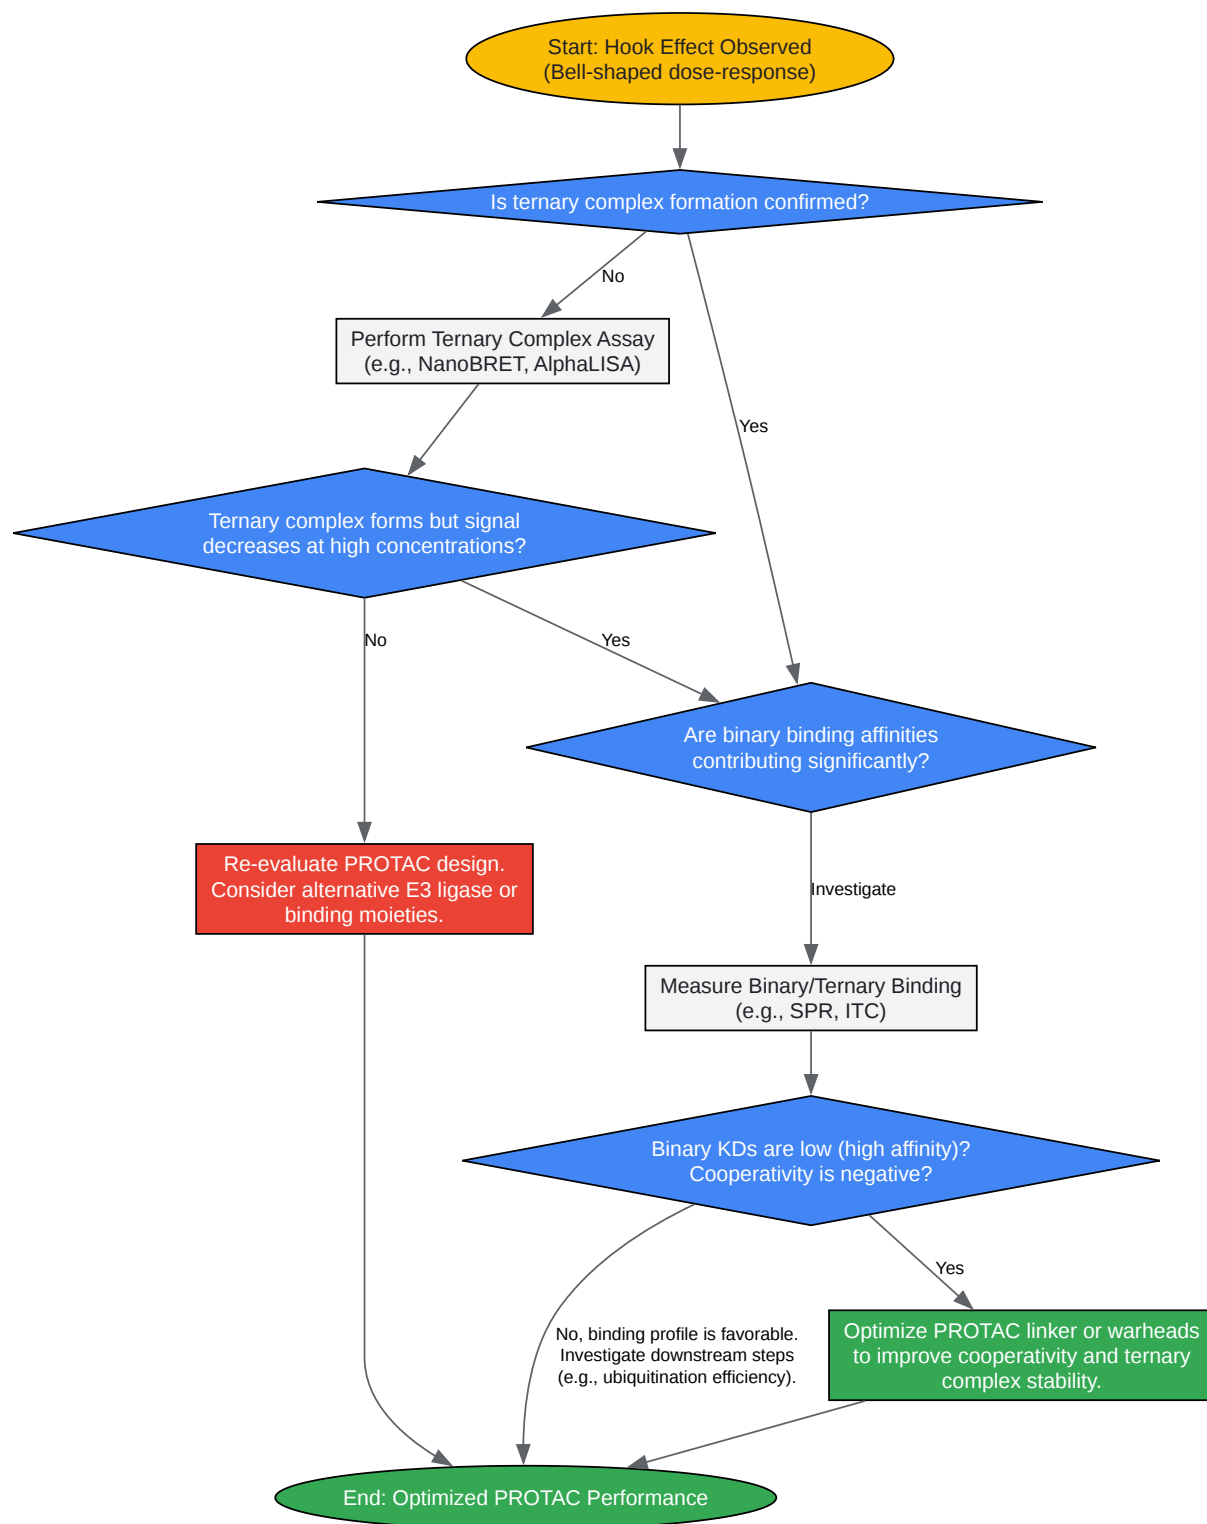 Start: Hook Effect Observed
(Bell-shaped dose-response)
Is ternary complex formation confirmed?
No
Perform Ternary Complex Assay
(e.g., NanoBRET, AlphaLISA)
Yes
Ternary complex forms but signal
decreases at high concentrations?
No
Yes
Are binary binding affinities
contributing significantly?
Re-evaluate PROTAC design.
Consider alternative E3 ligase or
binding moieties.
Investigate
Measure Binary/Ternary Binding
(e.g., SPR, ITC)
Binary KDs are low (high affinity)?
Cooperativity is negative?
Yes
No, binding profile is favorable.
Investigate downstream steps
(e.g., ubiquitination efficiency).
Optimize PROTAC linker or warheads
to improve cooperativity and ternary
complex stability.
End: Optimized PROTAC Performance